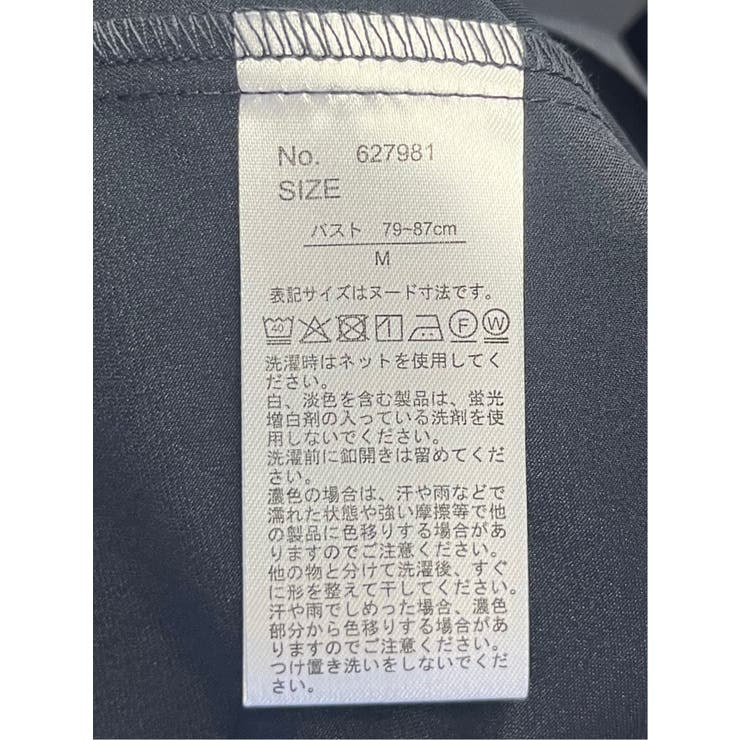 No. 627981
SIZE
バスト 79~87cm
M
表記サイズはヌード寸法です。
40 F W
洗濯時はネットを使用してく
ださい。
白、淡色を含む製品は、蛍光
増白剤の入っている洗剤を使
用しないでください。
洗濯前に釦開きは留めてくだ
さい。
濃色の場合は、汗や雨などで
濡れた状態や強い摩擦等で他
の製品に色移りする場合があ
りますのでご注意ください。
他の物と分けて洗濯後、すぐ
に形を整えて干してください。
汗や雨でしめった場合、濃色
部分から色移りする場合があ
りますのでご注意ください。
つけ置き洗いをしないでくだ
さい。